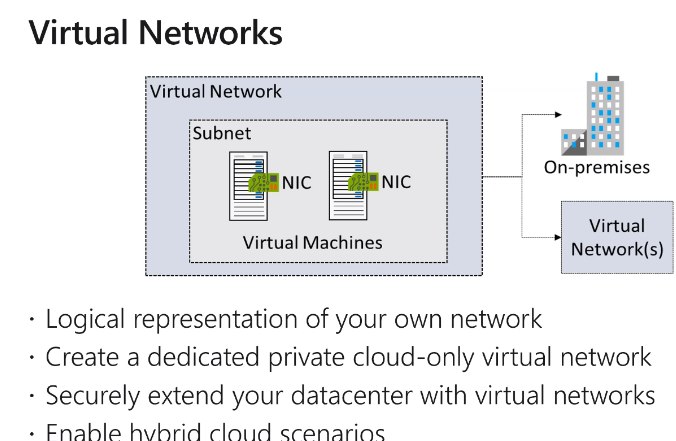 Virtual Networks
Virtual Network
Subnet
NIC
NIC
Virtual Machines
On-premises
Virtual
Network(s)
· Logical representation of your own network
· Create a dedicated private cloud-only virtual network
· Securely extend your datacenter with virtual networks
· Enable hybrid cloud scenarios